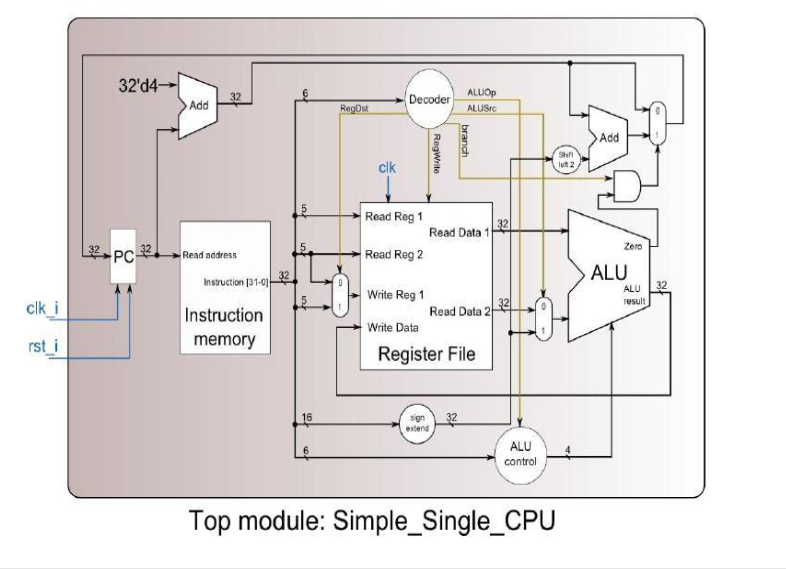 32'd4
Add
32
6
Decoder
ALUOp
ALUSrc
RegDst
RegWrite
branch
0
1
Add
Shift
left 2
clk
5
Read Reg 1
Read Data 1
32
Zero
32
PC
32
Read address
5
Read Reg 2
ALU
Instruction [31-0]
32
0
1
Write Reg 1
5
ALU
result
32
Read Data 2
32
0
1
Instruction
memory
Write Data
Register File
clk_i
rst_i
16
sign
extend
32
6
ALU
control
4
Top module: Simple_Single_CPU